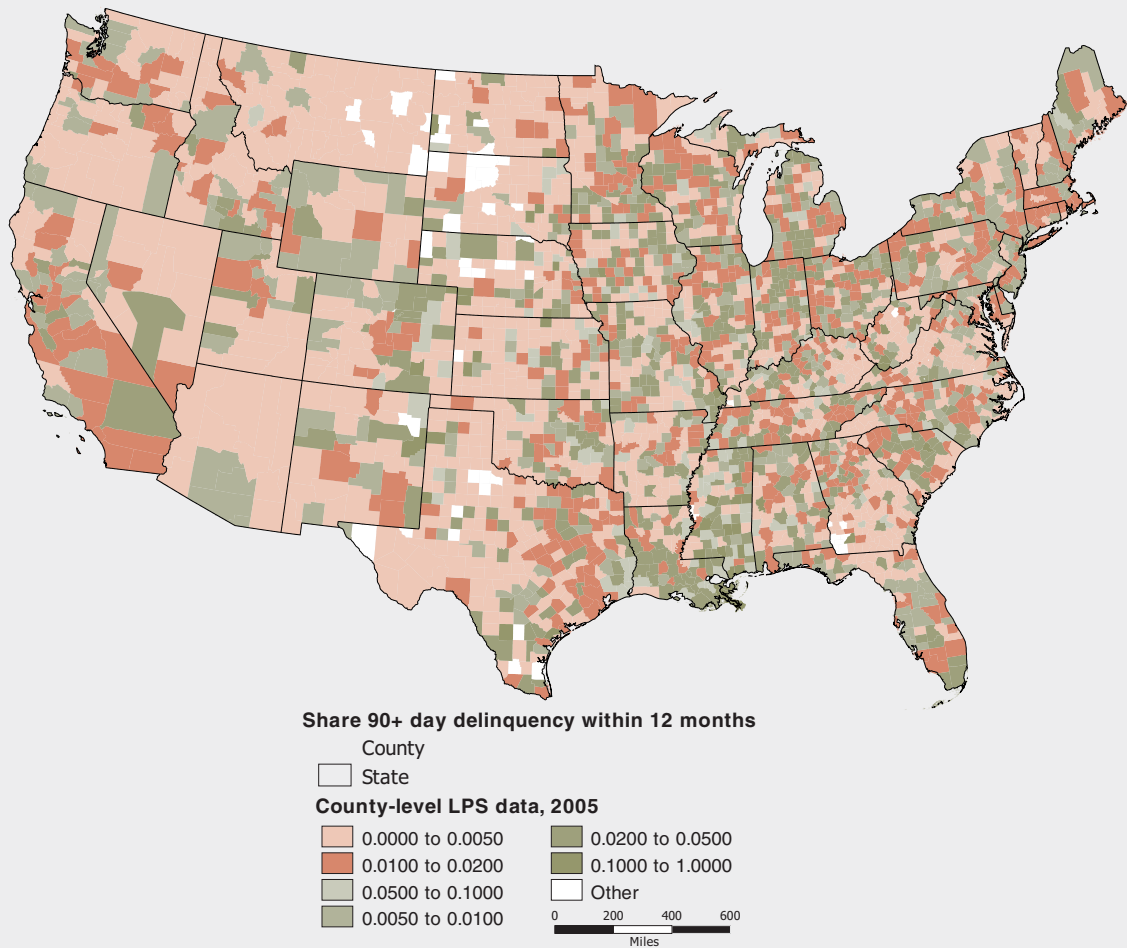 Share 90+ day delinquency within 12 months
County
State
County-level LPS data, 2005
0.0000 to 0.0050
0.0100 to 0.0200
0.0500 to 0.1000
0.0050 to 0.0100
0.0200 to 0.0500
0.1000 to 1.0000
Other
0 200 400 600
Miles